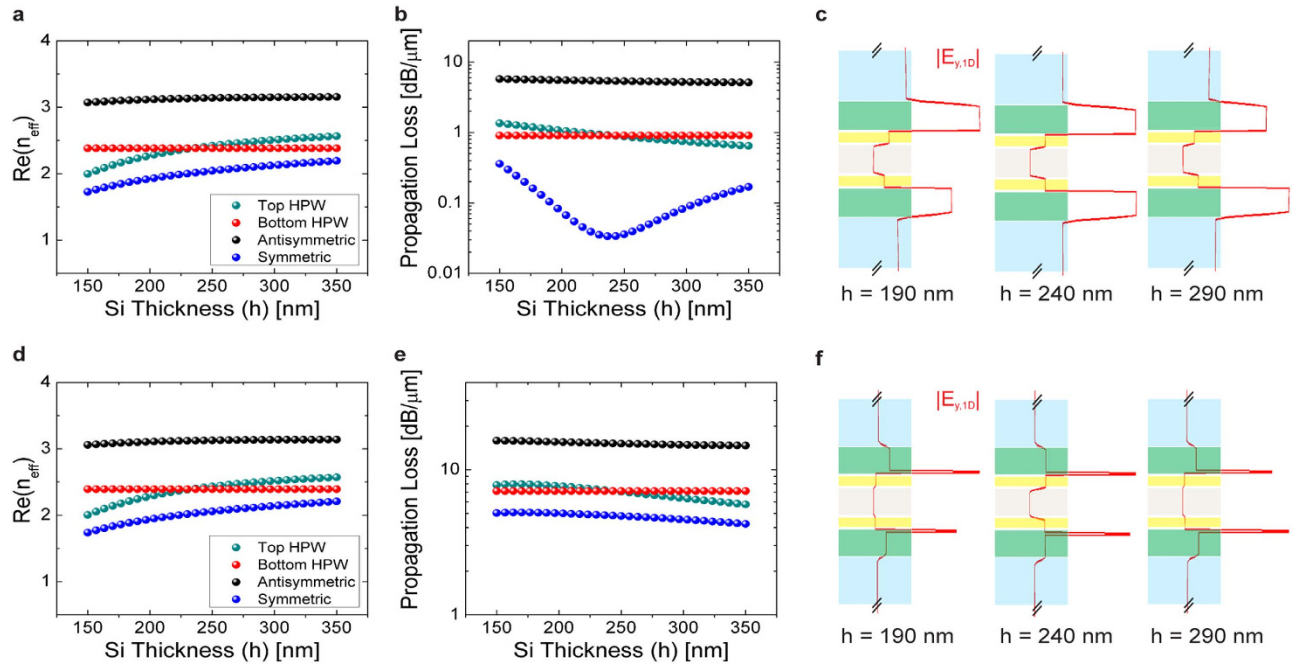 a
4
3
2
1
Re(n_eff)
150 200 250 300 350
Si Thickness (h) [nm]
Top HPW
Bottom HPW
Antisymmetric
Symmetric
b
10
1
0.1
0.01
Propagation Loss [dB/μm]
150 200 250 300 350
Si Thickness (h) [nm]
c
|E_y,1D|
h = 190 nm
h = 240 nm
h = 290 nm
d
4
3
2
1
Re(n_eff)
150 200 250 300 350
Si Thickness (h) [nm]
Top HPW
Bottom HPW
Antisymmetric
Symmetric
e
10
1
Propagation Loss [dB/μm]
150 200 250 300 350
Si Thickness (h) [nm]
f
|E_y,1D|
h = 190 nm
h = 240 nm
h = 290 nm